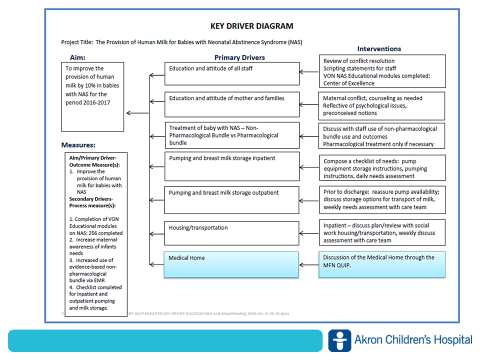 KEY DRIVER DIAGRAM
Project Title: The Provision of Human Milk for Babies with Neonatal Abstinence Syndrome (NAS)
Aim:
To improve the
provision of human
milk by 10% in babies
with NAS for the
period 2016-2017
Measures:
Aim/Primary Driver-
Outcome Measure(s):
1. Improve the
provision of human
milk for babies with
NAS
Secondary Drivers-
Process measure(s):
1. Completion of VON
Educational modules
on NAS: 256 completed
2. Increase maternal
awareness of infants
needs
3. Increased use of
evidence-based non-
pharmacological
bundle via EMR
4. Checklist completed
for inpatient and
outpatient pumping
and milk storage.
Primary Drivers
Education and attitude of all staff
Education and attitude of mother and families
Treatment of baby with NAS – Non-
Pharmacological Bundle vs Pharmacological
bundle
Pumping and breast milk storage inpatient
Pumping and breast milk storage outpatient
Housing/transportation
Medical Home
Interventions
Review of conflict resolution
Scripting statements for staff
VON NAS Educational modules completed:
Center of Excellence
Maternal conflict, counseling as needed
Reflective of psychological issues,
preconceived notions
Discuss with staff use of non-pharmacological
bundle use and outcomes
Pharmacological treatment only if necessary
Compose a checklist of needs: pump
equipment storage instructions, pumping
instructions, daily needs assessment
Prior to discharge: reassure pump availability;
discuss storage options for transport of milk,
weekly needs assessment with care team
Inpatient – discuss plan/review with social
work housing/transportation, weekly discuss
assessment with care team
Discussion of the Medical Home through the
MFN QUIP.
Akron Children's Hospital